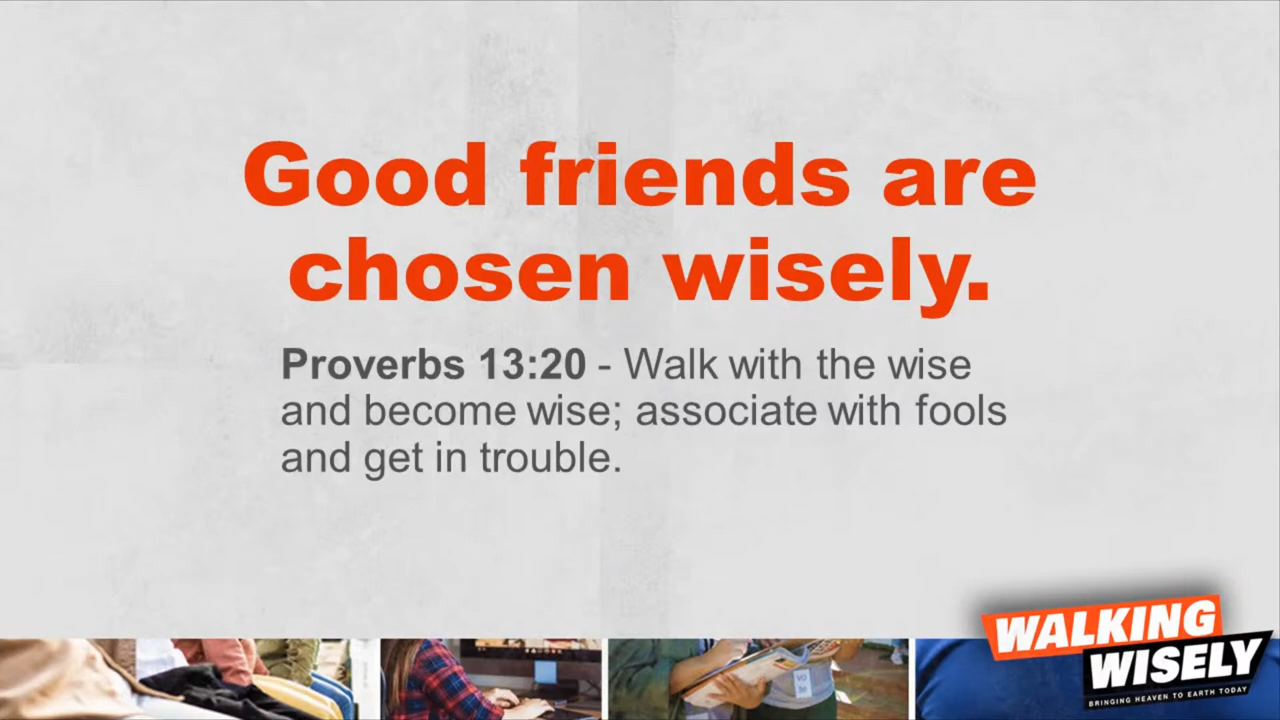 Good friends are
chosen wisely.
Proverbs 13:20 - Walk with the wise
and become wise; associate with fools
and get in trouble.
WALKING
WISELY
BRINGING HEAVEN TO EARTH TODAY